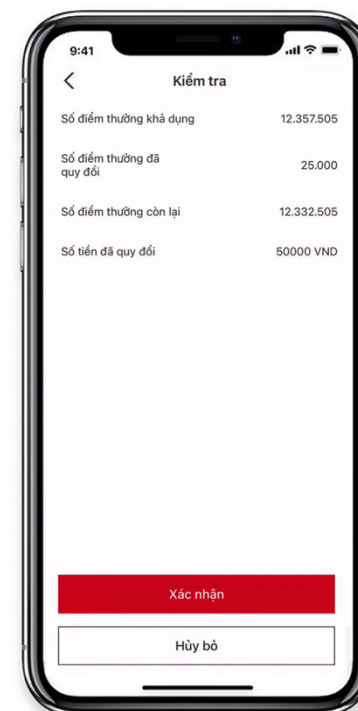 9:41
Kiểm tra
Số điểm thưởng khả dụng 12.357.505
Số điểm thưởng đã
quy đổi 25.000
Số điểm thưởng còn lại 12.332.505
Số tiền đã quy đổi 50000 VND
Xác nhận
Hủy bỏ